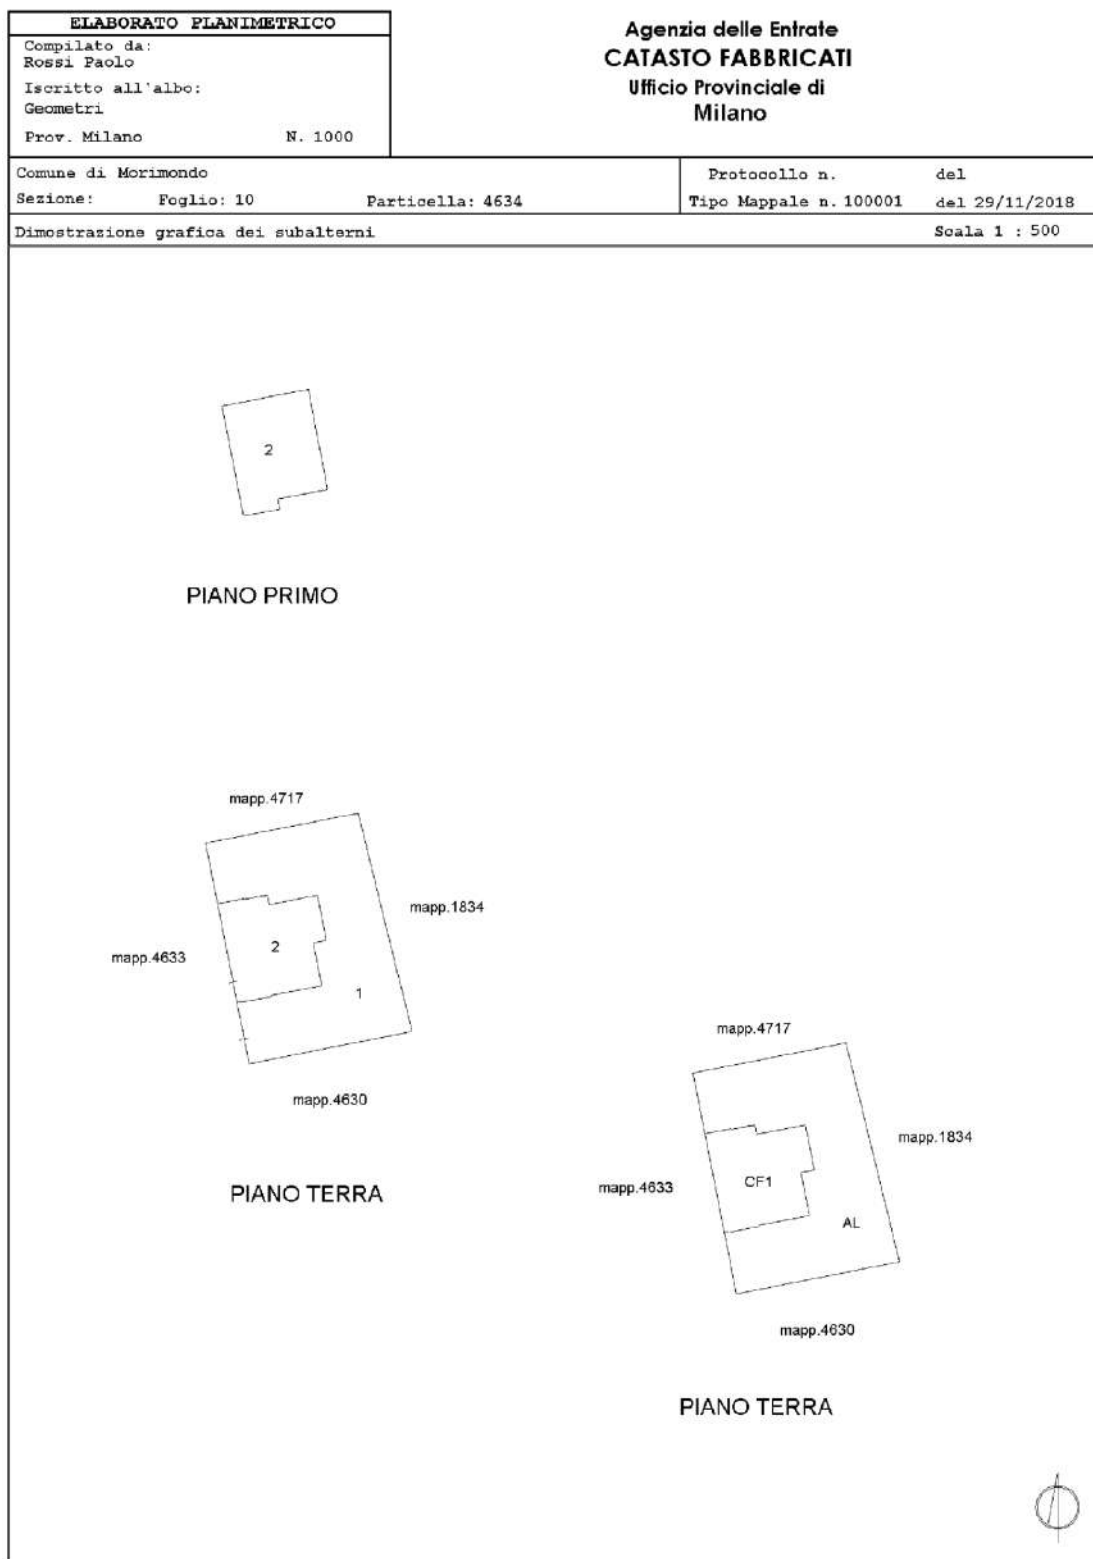 ELABORATO PLANIMETRICO
Compilato da:
Rossi Paolo
Iscritto all'albo:
Geometri
Prov. Milano N. 1000
Agenzia delle Entrate
CATASTO FABBRICATI
Ufficio Provinciale di
Milano
Comune di Morimondo
Sezione: Foglio: 10 Particella: 4634
Protocollo n. del
Tipo Mappale n. 100001 del 29/11/2018
Dimostrazione grafica dei subalterni Scala 1 : 500
2
PIANO PRIMO
mapp.4717
mapp.1834
2
mapp.4633
1
mapp.4630
PIANO TERRA
mapp.4717
mapp.1834
CF1
mapp.4633
AL
mapp.4630
PIANO TERRA